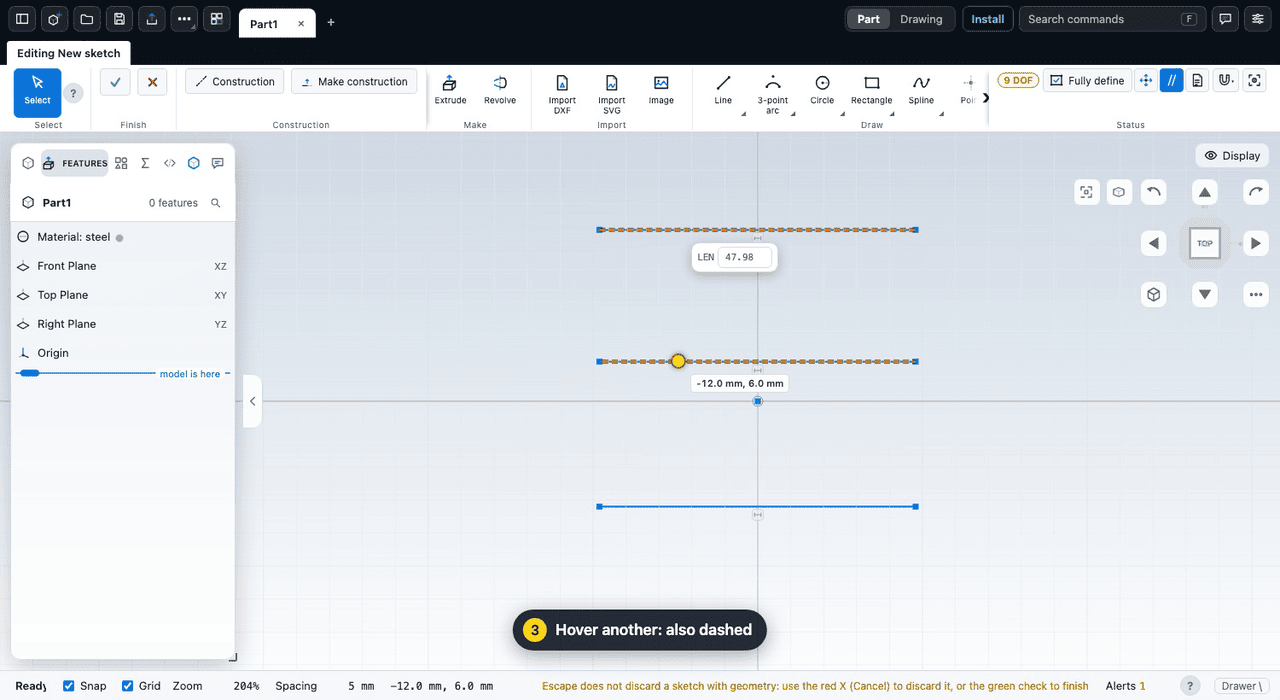 Part1 × +
Part Drawing Install Search commands F
Editing New sketch
Select ? Construction Make construction Extrude Revolve Import DXF Import SVG Image Line 3-point arc Circle Rectangle Spline 9 DOF Fully define
Select Finish Construction Make Import Draw Status
FEATURES
Part1 0 features
Material: steel
Front Plane XZ
Top Plane XY
Right Plane YZ
Origin
model is here
Display
TOP
LEN 47.98
-12.0 mm, 6.0 mm
3 Hover another: also dashed
Ready Snap Grid Zoom 204% Spacing 5 mm -12.0 mm, 6.0 mm Escape does not discard a sketch with geometry: use the red X (Cancel) to discard it, or the green check to finish Alerts 1 ? Drawer \